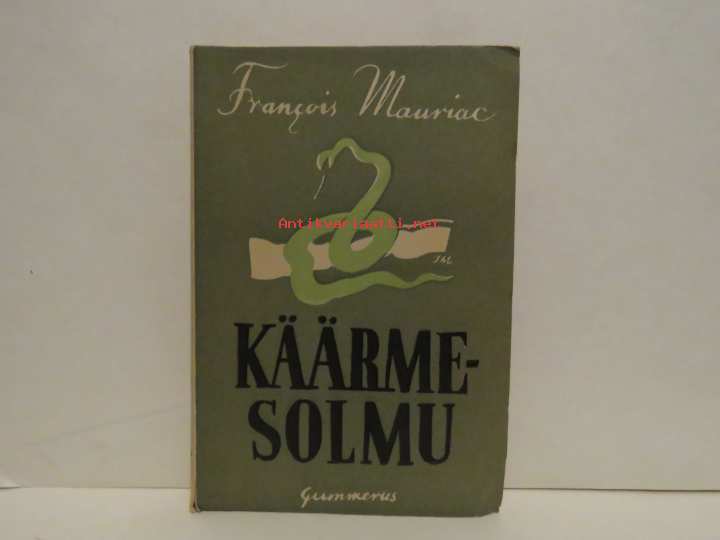 François Mauriac
Antikvariaatti.net
KÄÄRME-
SOLMU
Gummerus